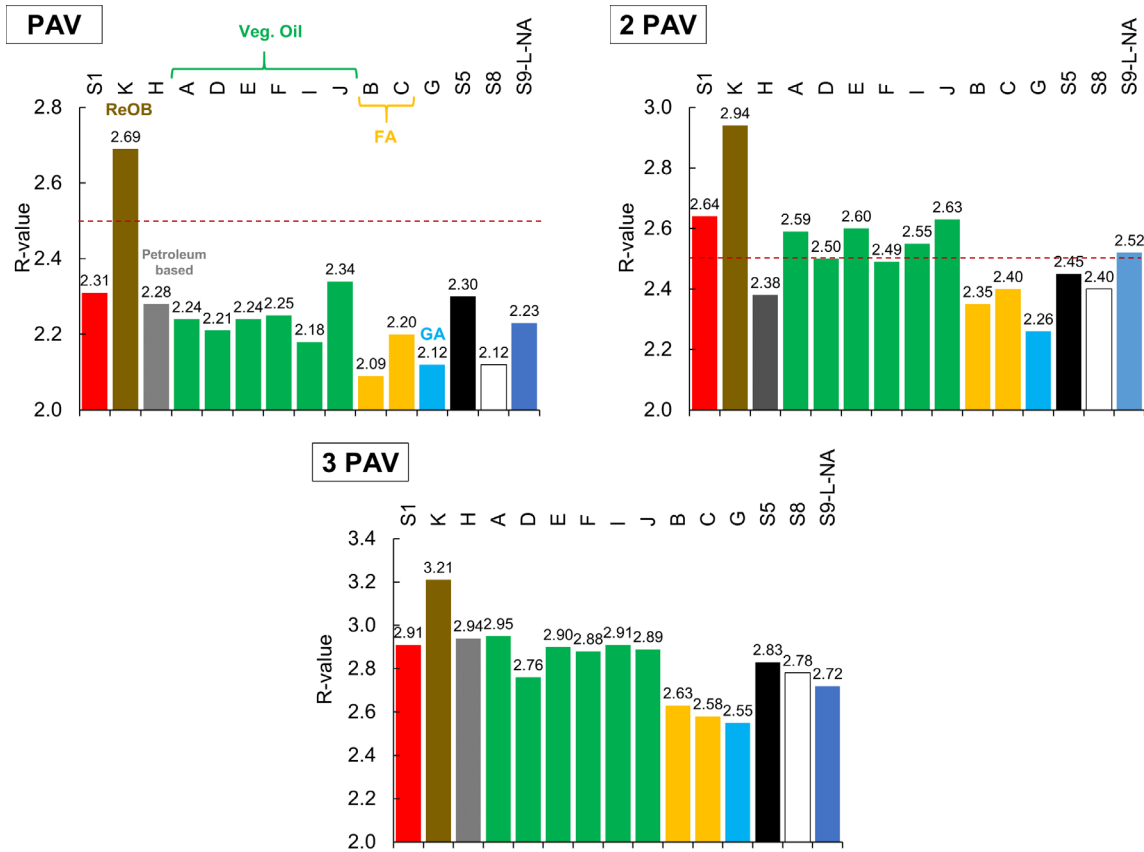 PAV
Veg. Oil
S1 K H A D E F I J B C G S5 S8 S9-L-NA
R-value
2.8
2.6
2.4
2.2
2.0
ReOB
FA
Petroleum
based
GA
2.31 2.69 2.28 2.24 2.21 2.24 2.25 2.18 2.34 2.09 2.20 2.12 2.30 2.12 2.23
2 PAV
S1 K H A D E F I J B C G S5 S8 S9-L-NA
R-value
3.0
2.8
2.6
2.4
2.2
2.0
2.64 2.94 2.38 2.59 2.50 2.60 2.49 2.55 2.63 2.35 2.40 2.26 2.45 2.40 2.52
3 PAV
S1 K H A D E F I J B C G S5 S8 S9-L-NA
R-value
3.4
3.2
3.0
2.8
2.6
2.4
2.2
2.0
2.91 3.21 2.94 2.95 2.76 2.90 2.88 2.91 2.89 2.63 2.58 2.55 2.83 2.78 2.72